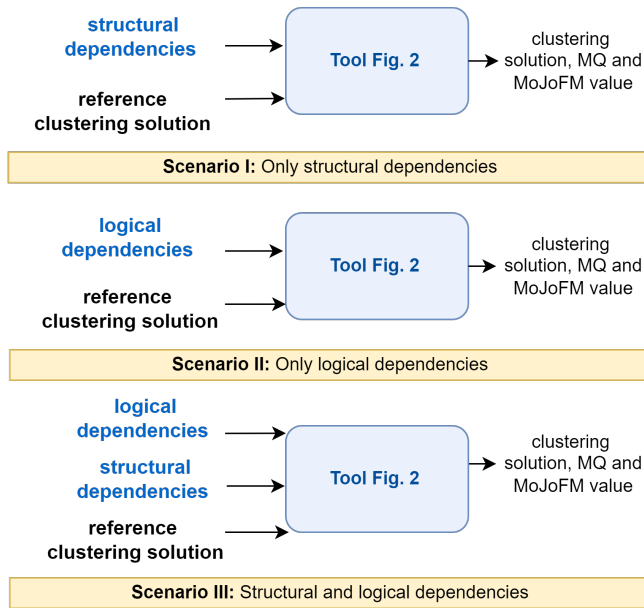 structural
dependencies
reference
clustering solution
Tool Fig. 2
clustering
solution, MQ and
MoJoFM value
Scenario I: Only structural dependencies
logical
dependencies
reference
clustering solution
Tool Fig. 2
clustering
solution, MQ and
MoJoFM value
Scenario II: Only logical dependencies
logical
dependencies
structural
dependencies
reference
clustering solution
Tool Fig. 2
clustering
solution, MQ and
MoJoFM value
Scenario III: Structural and logical dependencies